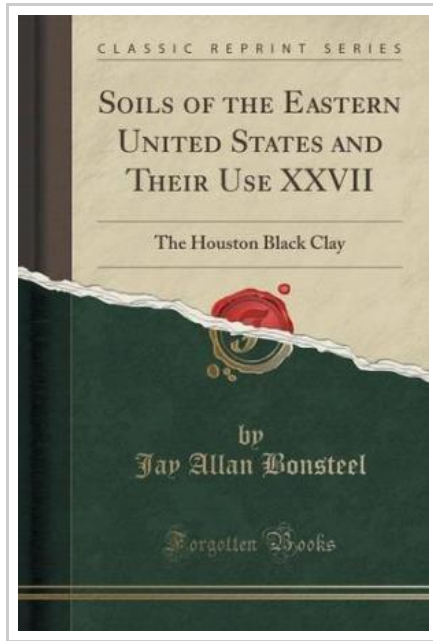 CLASSIC REPRINT SERIES
SOILS OF THE EASTERN
UNITED STATES AND
THEIR USE XXVII
The Houston Black Clay
by
Jay Allan Bonsteel
Forgotten Books